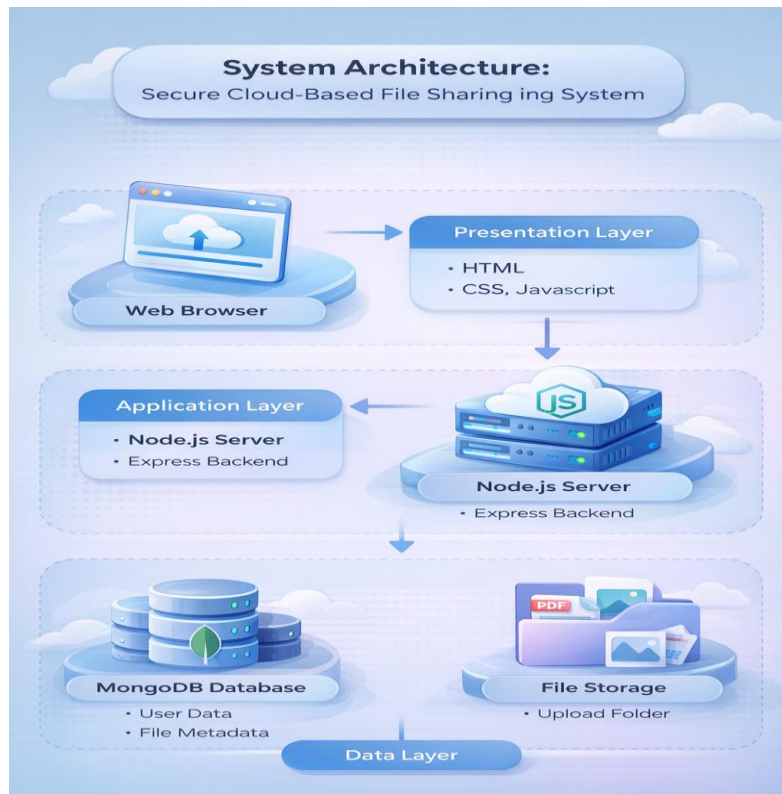 System Architecture:
Secure Cloud-Based File Sharing ing System
Web Browser
Presentation Layer
• HTML
• CSS, Javascript
Application Layer
• Node.js Server
• Express Backend
JS
Node.js Server
• Express Backend
MongoDB Database
• User Data
• File Metadata
PDF
File Storage
• Upload Folder
Data Layer